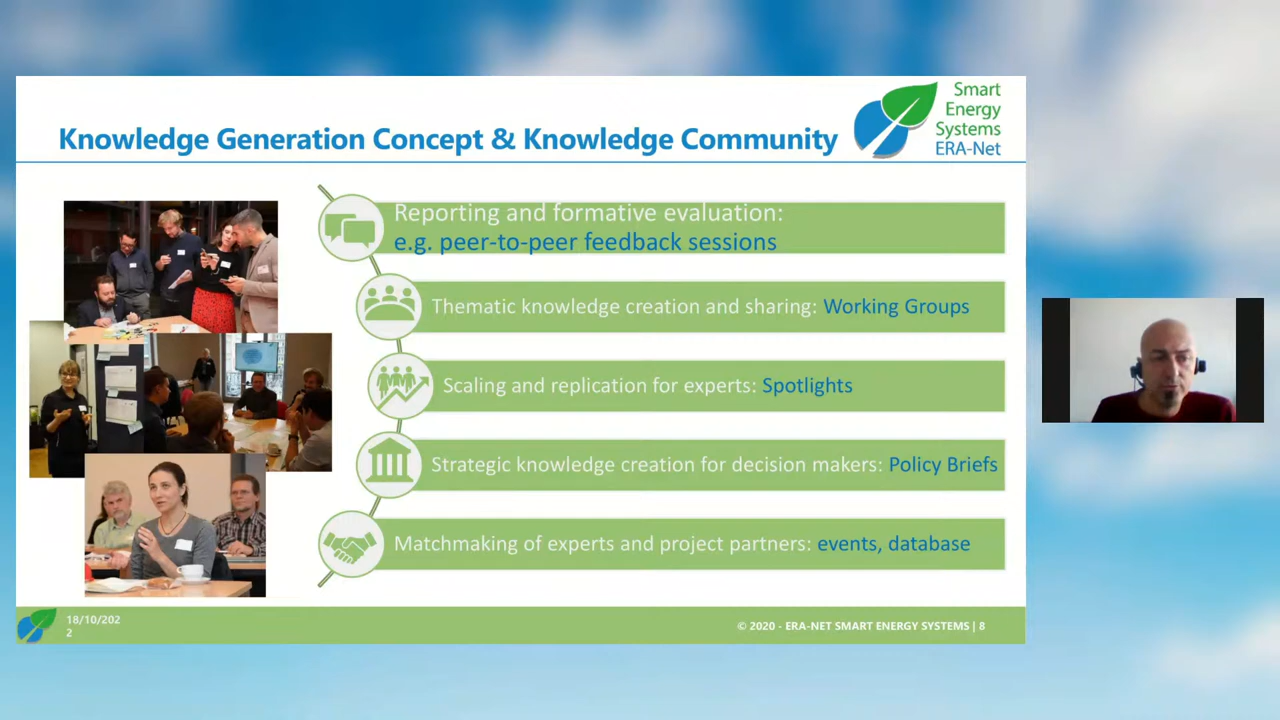 Knowledge Generation Concept & Knowledge Community
Smart
Energy
Systems
ERA-Net
Reporting and formative evaluation:
e.g. peer-to-peer feedback sessions
Thematic knowledge creation and sharing: Working Groups
Scaling and replication for experts: Spotlights
Strategic knowledge creation for decision makers: Policy Briefs
Matchmaking of experts and project partners: events, database
18/10/202
2
© 2020 - ERA-NET SMART ENERGY SYSTEMS | 8